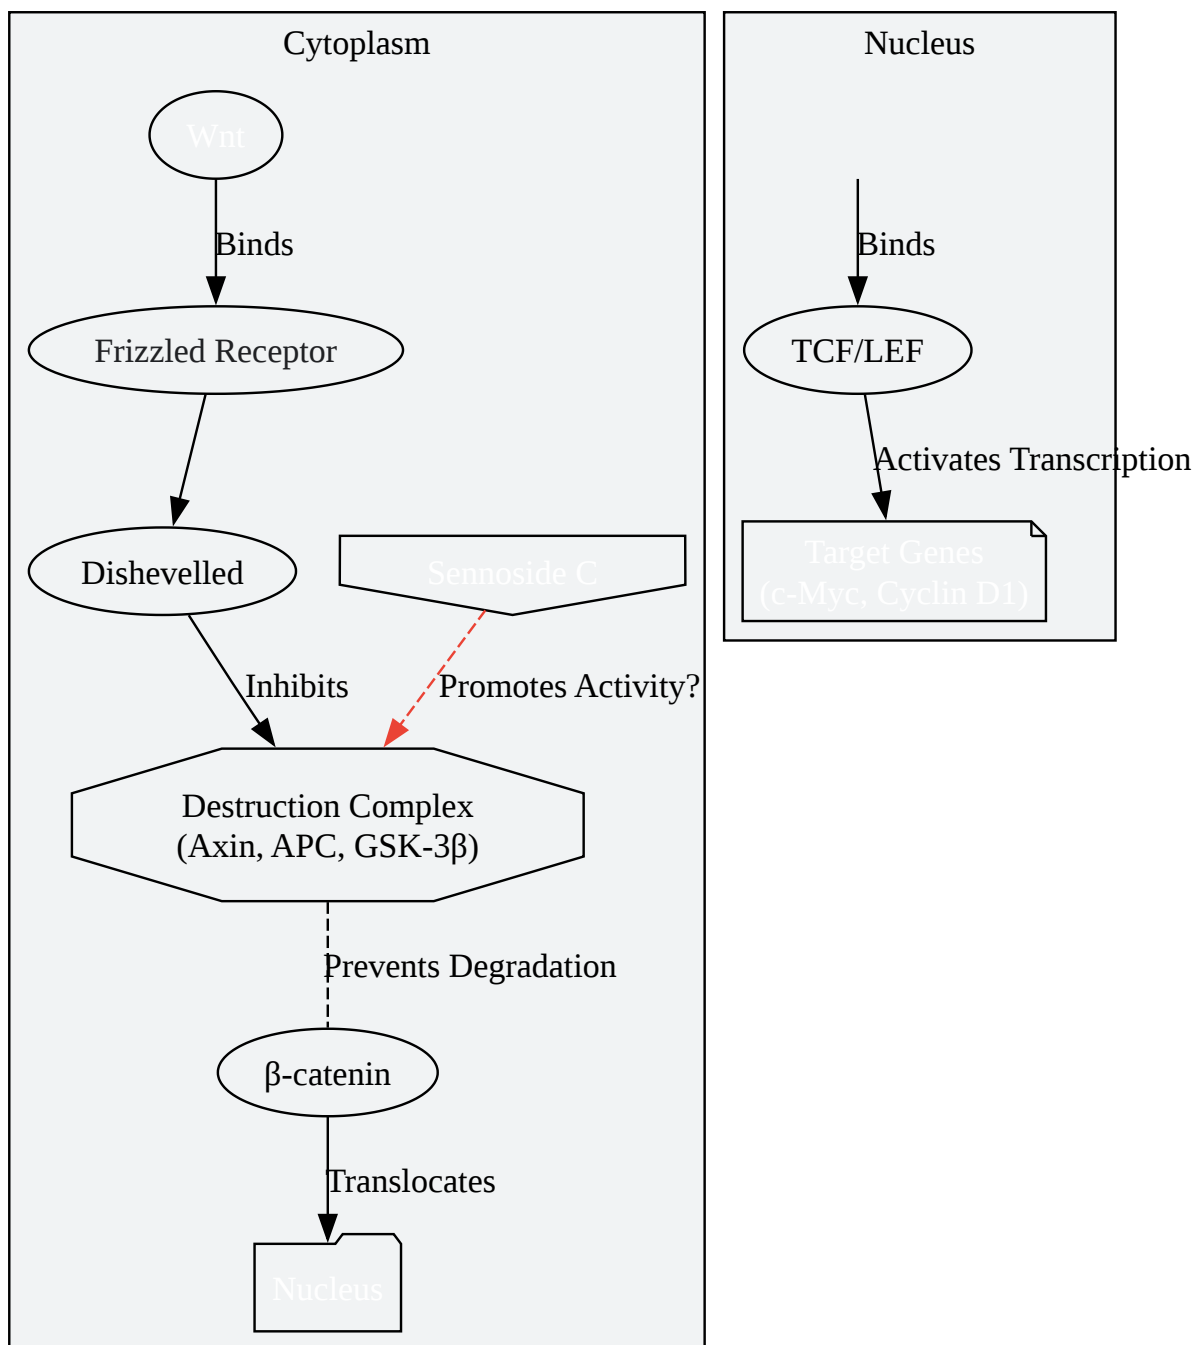 Cytoplasm
Wnt
Binds
Frizzled Receptor
Dishevelled
Sennoside C
Inhibits
Promotes Activity?
Destruction Complex
(Axin, APC, GSK-3β)
Prevents Degradation
β-catenin
Translocates
Nucleus
Nucleus
Binds
TCF/LEF
Activates Transcription
Target Genes
(c-Myc, Cyclin D1)